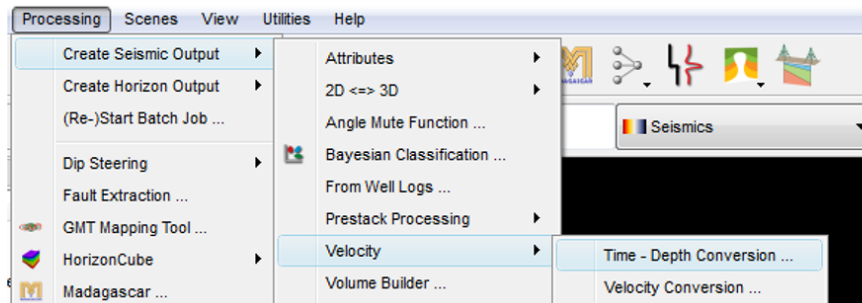 Processing Scenes View Utilities Help
Create Seismic Output
Create Horizon Output
(Re-)Start Batch Job ...
Dip Steering
Fault Extraction ...
GMT Mapping Tool ...
HorizonCube
Madagascar ...
Attributes
2D <=> 3D
Angle Mute Function ...
Bayesian Classification ...
From Well Logs ...
Prestack Processing
Velocity
Volume Builder ...
Time - Depth Conversion ...
Velocity Conversion ...
MADAGASCAR
Seismics